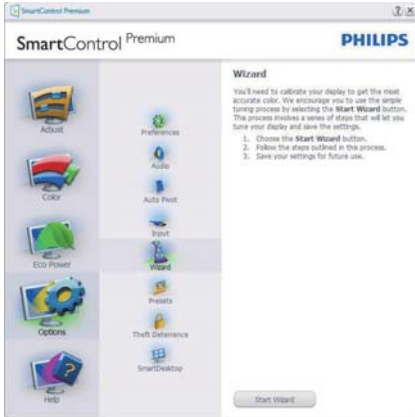 SmartControl Premium
SmartControl Premium
PHILIPS
Adjust
Color
Eco Power
Options
Help
Preferences
Audio
Auto Pivot
Input
Wizard
Presets
Theft Deterrence
SmartDesktop
Wizard
You'll need to calibrate your deplay to get the most
accurate color. We encourage you to use the simple
tuning process by selecting the Start Wizard button.
This process involves a series of steps that will let you
tune your display and save the settings.
1. Choose the Start Wizard button.
2. Follow the steps outlined in this process.
3. Save your settings for future use.
Start Wizard